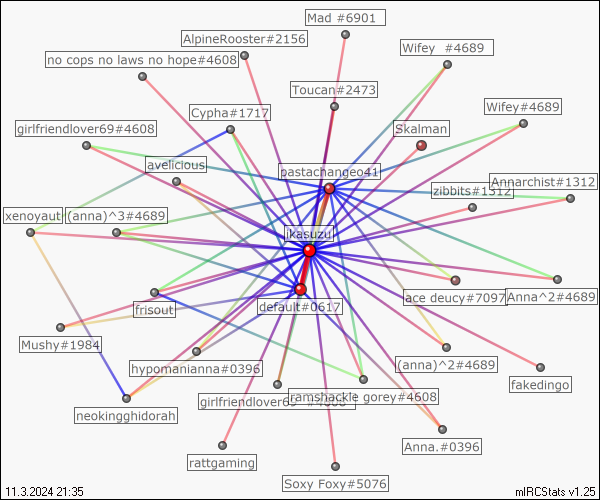 Mad #6901
AlpineRooster#2156
Wifey  #4689
no cops no laws no hope#4608
Toucan#2473
Cypha#1717
Wifey#4689
girlfriendlover69#4608
Skalman
avelicious
pastachangeo41
zibbits#1512
Annarchist#1312
xenoyaut
(anna)^3#4689
ikasuzu
ace deucy#7097
Anna^2#4689
frisout
default#0617
Mushy#1984
hypomanianna#0396
(anna)^2#4689
fakedingo
neokingghidorah
girlfriendlover69 #4608
ramshackle gorey#4608
Anna.#0396
rattgaming
Soxy Foxy#5076
11.3.2024 21:35
mIRCStats v1.25